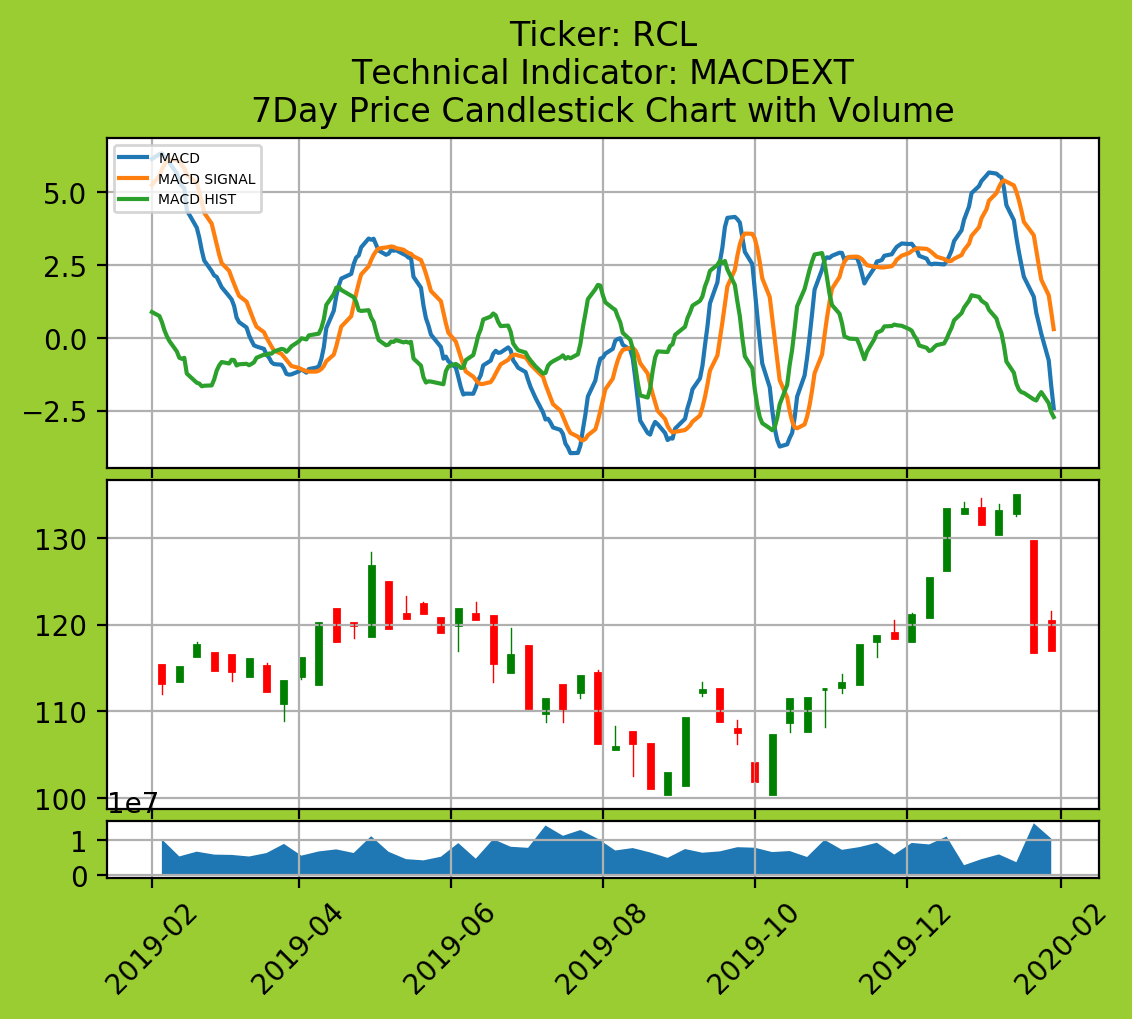 Ticker: RCL
Technical Indicator: MACDEXT
7Day Price Candlestick Chart with Volume
MACD
MACD SIGNAL
MACD HIST
5.0
2.5
0.0
−2.5
130
120
110
100
1e7
1
0
2019-02
2019-04
2019-06
2019-08
2019-10
2019-12
2020-02